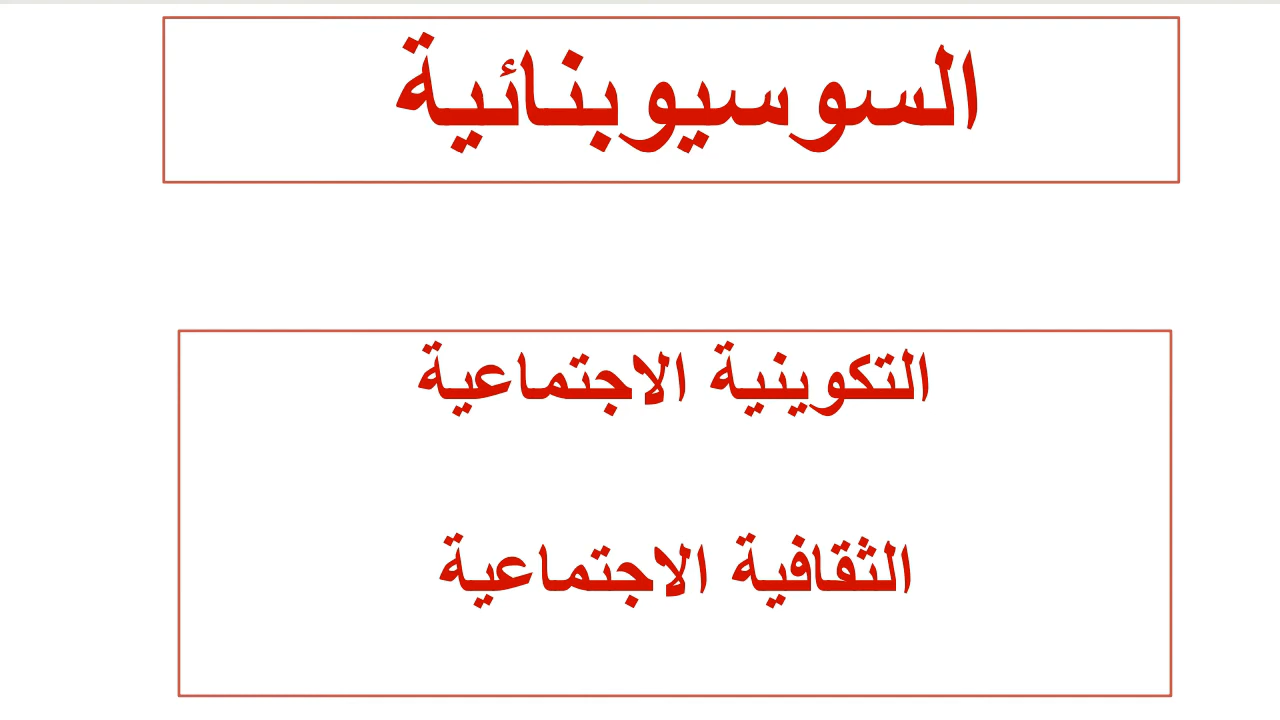 السوسيوبنائية
التكوينية الاجتماعية
الثقافية الاجتماعية